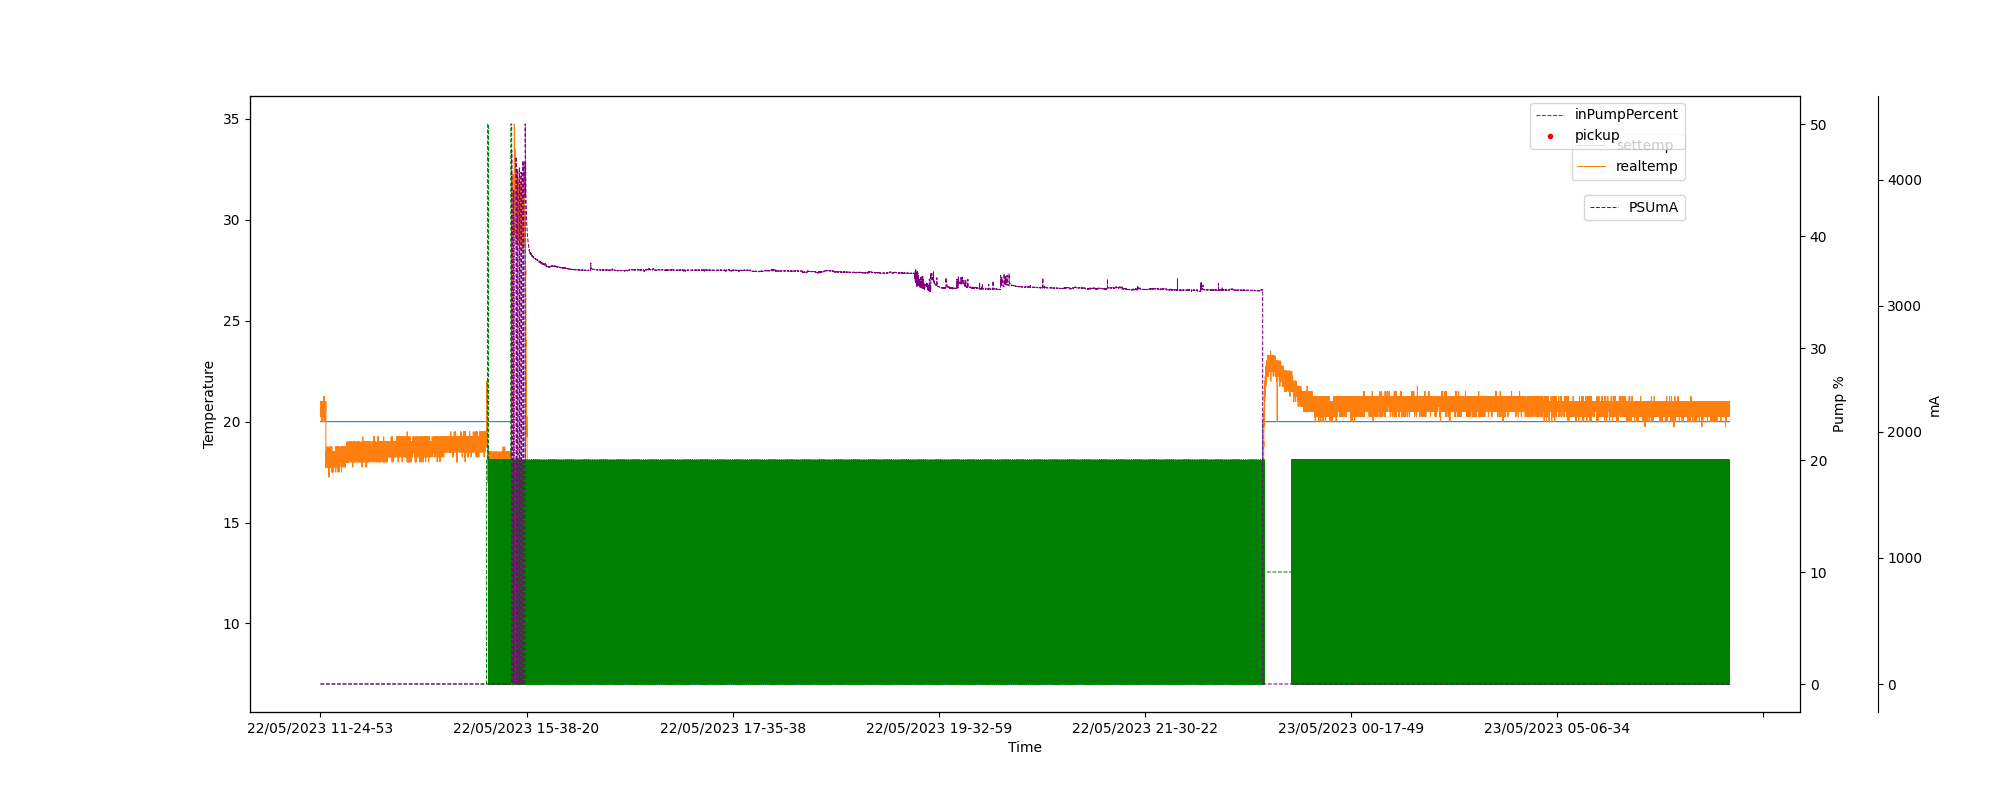 inPumpPercent
pickup
settemp
realtemp
PSUmA
35
30
25
20
15
10
Temperature
50
40
30
20
10
0
Pump %
4000
3000
2000
1000
0
mA
22/05/2023 11-24-53
22/05/2023 15-38-20
22/05/2023 17-35-38
22/05/2023 19-32-59
22/05/2023 21-30-22
23/05/2023 00-17-49
23/05/2023 05-06-34
Time